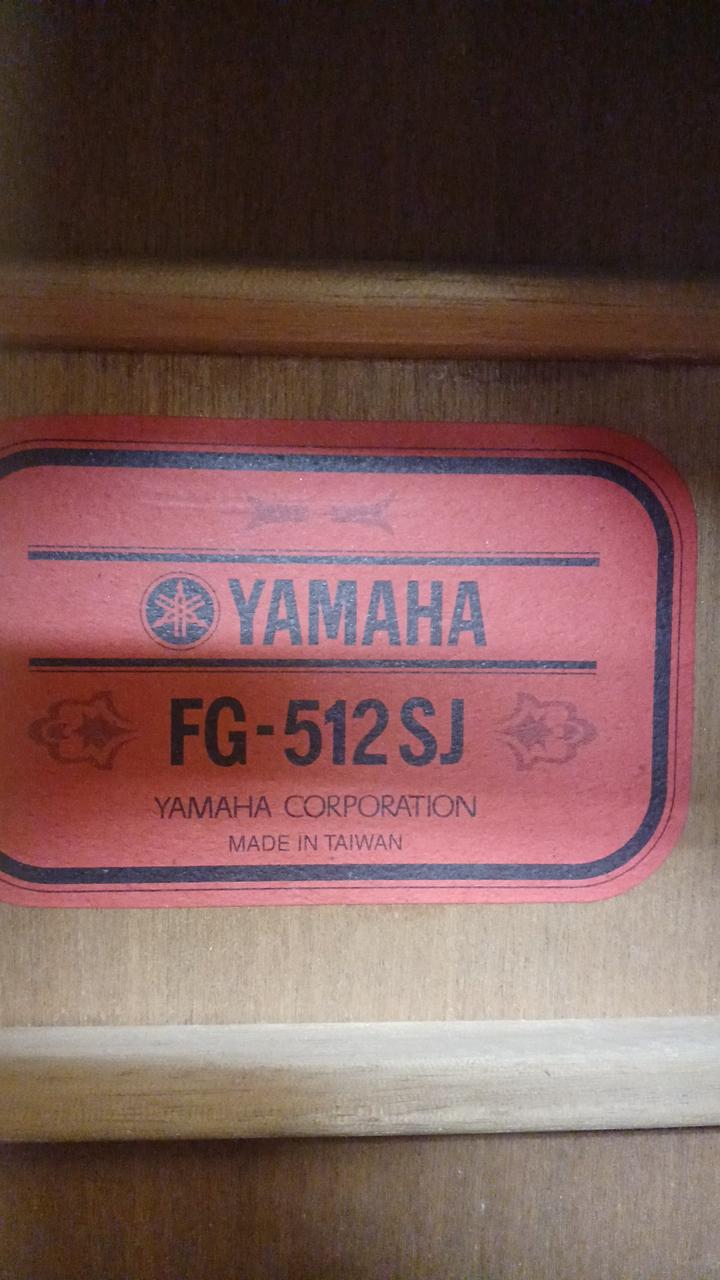 YAMAHA
FG-512SJ
YAMAHA CORPORATION
MADE IN TAIWAN